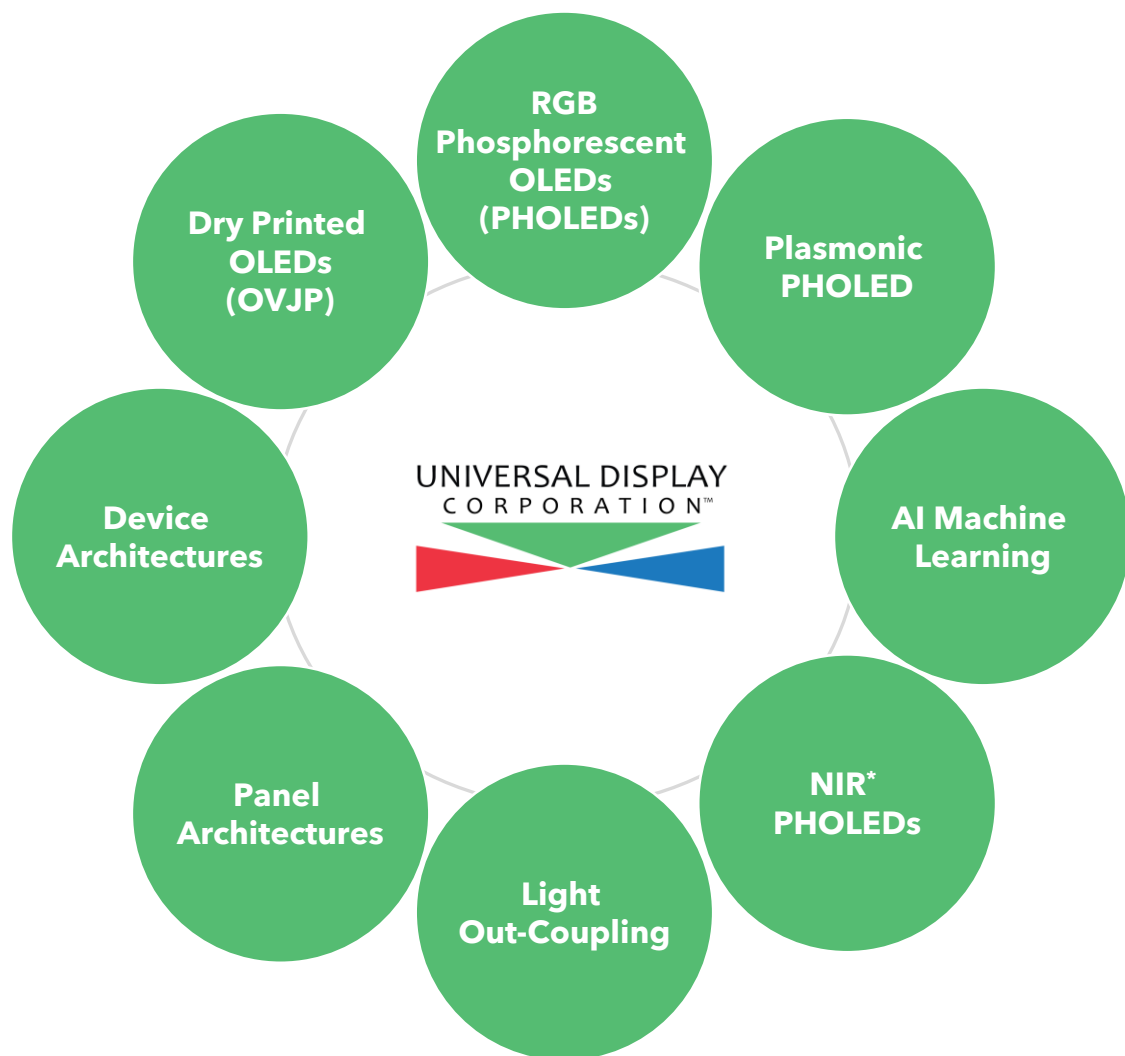 RGB
Phosphorescent
OLEDs
(PHOLEDs)
Plasmonic
PHOLED
AI Machine
Learning
NIR*
PHOLEDs
Light
Out-Coupling
Panel
Architectures
Device
Architectures
Dry Printed
OLEDs
(OVJP)
UNIVERSAL DISPLAY
CORPORATION™